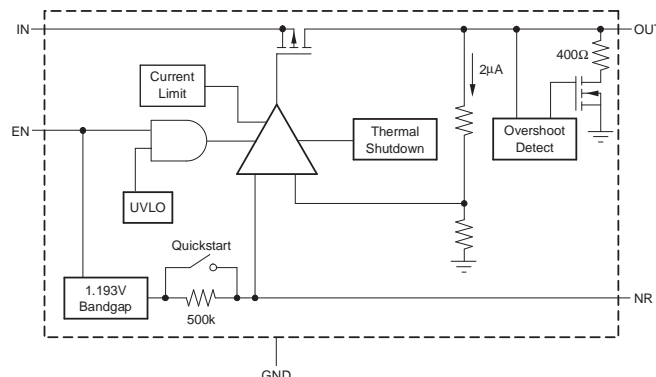 IN
OUT
400Ω
2μA
Current
Limit
EN
Thermal
Shutdown
Overshoot
Detect
UVLO
Quickstart
1.193V
Bandgap
500k
NR
GND